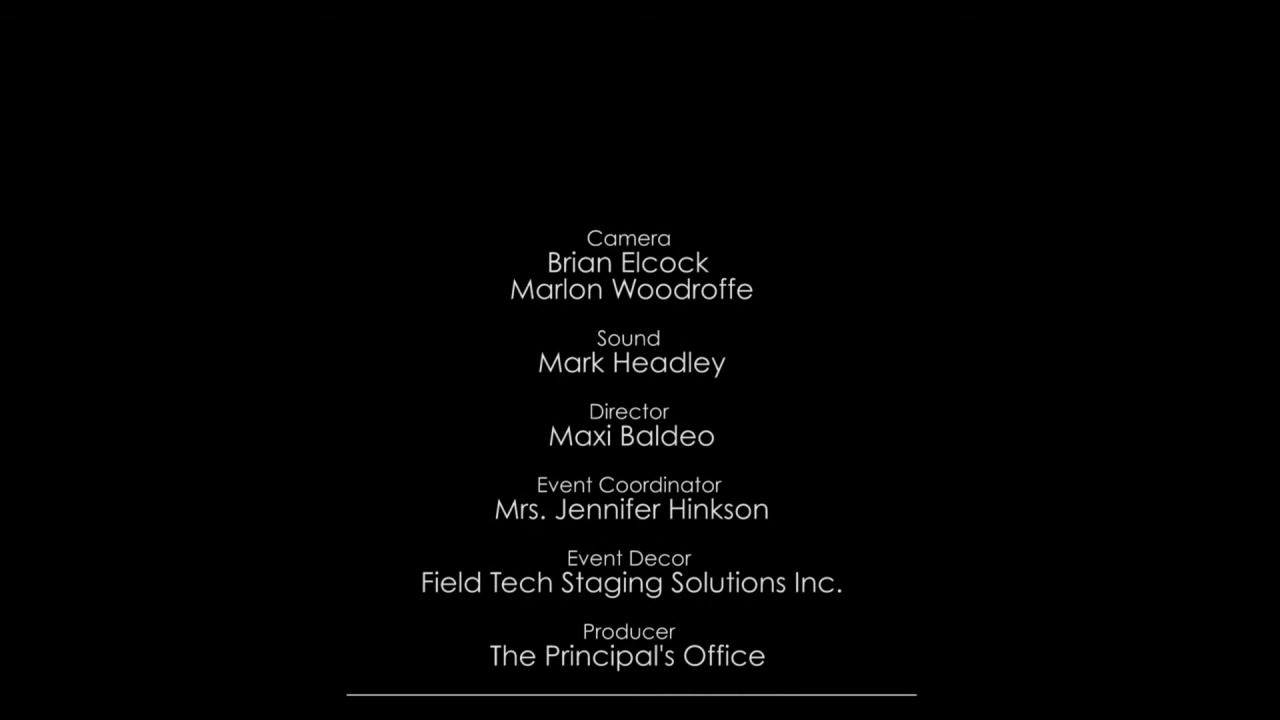 Camera
Brian Elcock
Marlon Woodroffe
Sound
Mark Headley
Director
Maxi Baldeo
Event Coordinator
Mrs. Jennifer Hinkson
Event Decor
Field Tech Staging Solutions Inc.
Producer
The Principal's Office